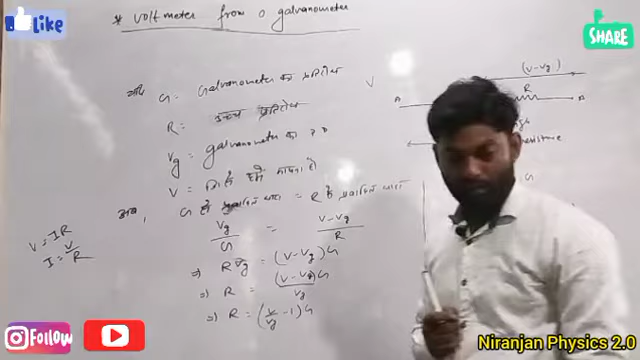 Like
* Voltmeter from a galvanometer
SHARE
(V-Vg)
माना G = Galvanometer का प्रतिरोध
V
R
A
A
R = उच्च प्रतिरोध
Vg = galvanometer का
V = जिसे हमें मापना है
G
अब, G से प्रवाहित धारा = R से प्रवाहित धारा
Vg/G = V-Vg/R
V = IR
I = V/R
⇒ R Vg = (V-Vg) G
⇒ R = (V-Vg)G/Vg
⇒ R = (V/Vg - 1) G
Follow
Niranjan Physics 2.0